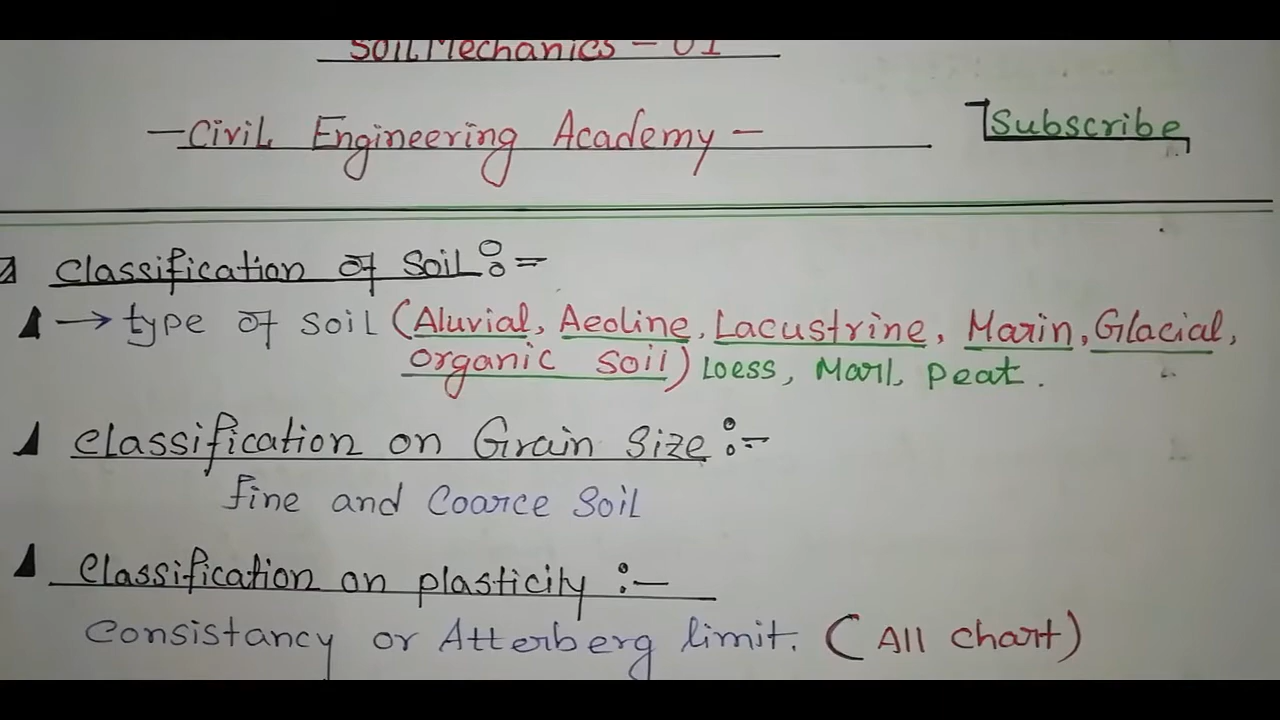 Soil Mechanics - 01
- Civil Engineering Academy -
Subscribe
Classification of Soil :-
→ type of soil (Aluvial, Aeoline, Lacustrine, Marin, Glacial,
organic soil) Loess, Marl, Peat.
Classification on Grain Size :-
fine and Coarce Soil
Classification on plasticity :-
Consistancy or Atterberg limit. (All chart)